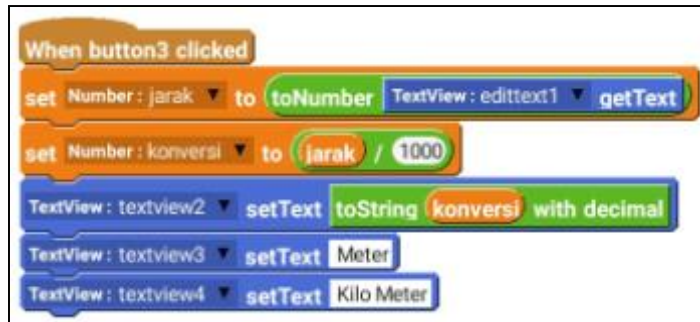 When button3 clicked
set Number : jarak to toNumber TextView : edittext1 getText
set Number : konversi to jarak / 1000
TextView : textview2 setText toString konversi with decimal
TextView : textview3 setText Meter
TextView : textview4 setText Kilo Meter